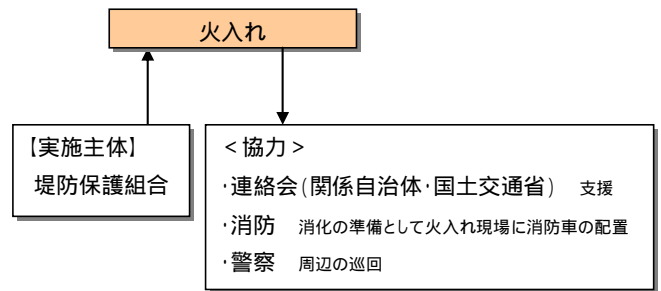 火入れ
【実施主体】
堤防保護組合
<協力>
・連絡会(関係自治体・国土交通省) 支援
・消防 消化の準備として火入れ現場に消防車の配置
・警察 周辺の巡回